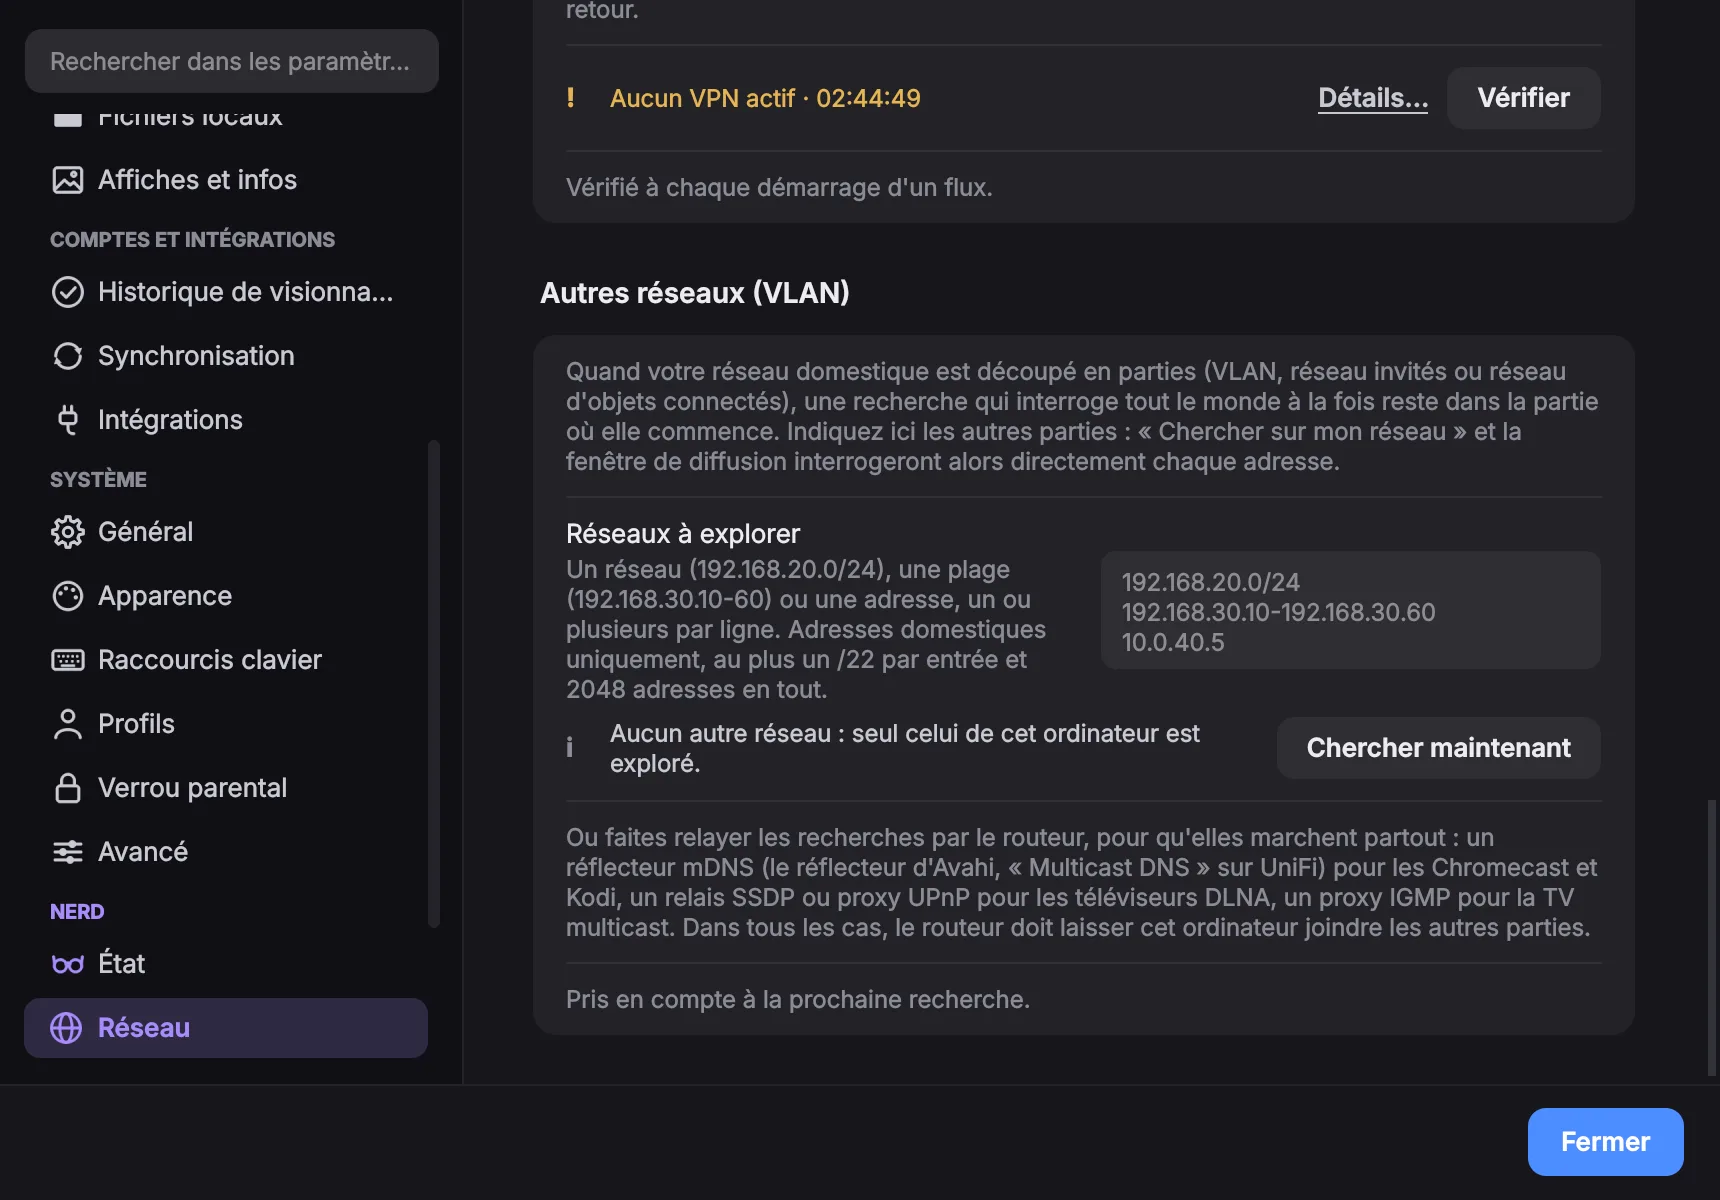 Rechercher dans les paramètr...
Fichiers locaux
Affiches et infos
COMPTES ET INTÉGRATIONS
Historique de visionna...
Synchronisation
Intégrations
SYSTÈME
Général
Apparence
Raccourcis clavier
Profils
Verrou parental
Avancé
NERD
État
Réseau
retour.
! Aucun VPN actif · 02:44:49
Détails...
Vérifier
Vérifié à chaque démarrage d'un flux.
Autres réseaux (VLAN)
Quand votre réseau domestique est découpé en parties (VLAN, réseau invités ou réseau
d'objets connectés), une recherche qui interroge tout le monde à la fois reste dans la partie
où elle commence. Indiquez ici les autres parties : « Chercher sur mon réseau » et la
fenêtre de diffusion interrogeront alors directement chaque adresse.
Réseaux à explorer
Un réseau (192.168.20.0/24), une plage
(192.168.30.10-60) ou une adresse, un ou
plusieurs par ligne. Adresses domestiques
uniquement, au plus un /22 par entrée et
2048 adresses en tout.
192.168.20.0/24
192.168.30.10-192.168.30.60
10.0.40.5
i Aucun autre réseau : seul celui de cet ordinateur est
exploré.
Chercher maintenant
Ou faites relayer les recherches par le routeur, pour qu'elles marchent partout : un
réflecteur mDNS (le réflecteur d'Avahi, « Multicast DNS » sur UniFi) pour les Chromecast et
Kodi, un relais SSDP ou proxy UPnP pour les téléviseurs DLNA, un proxy IGMP pour la TV
multicast. Dans tous les cas, le routeur doit laisser cet ordinateur joindre les autres parties.
Pris en compte à la prochaine recherche.
Fermer